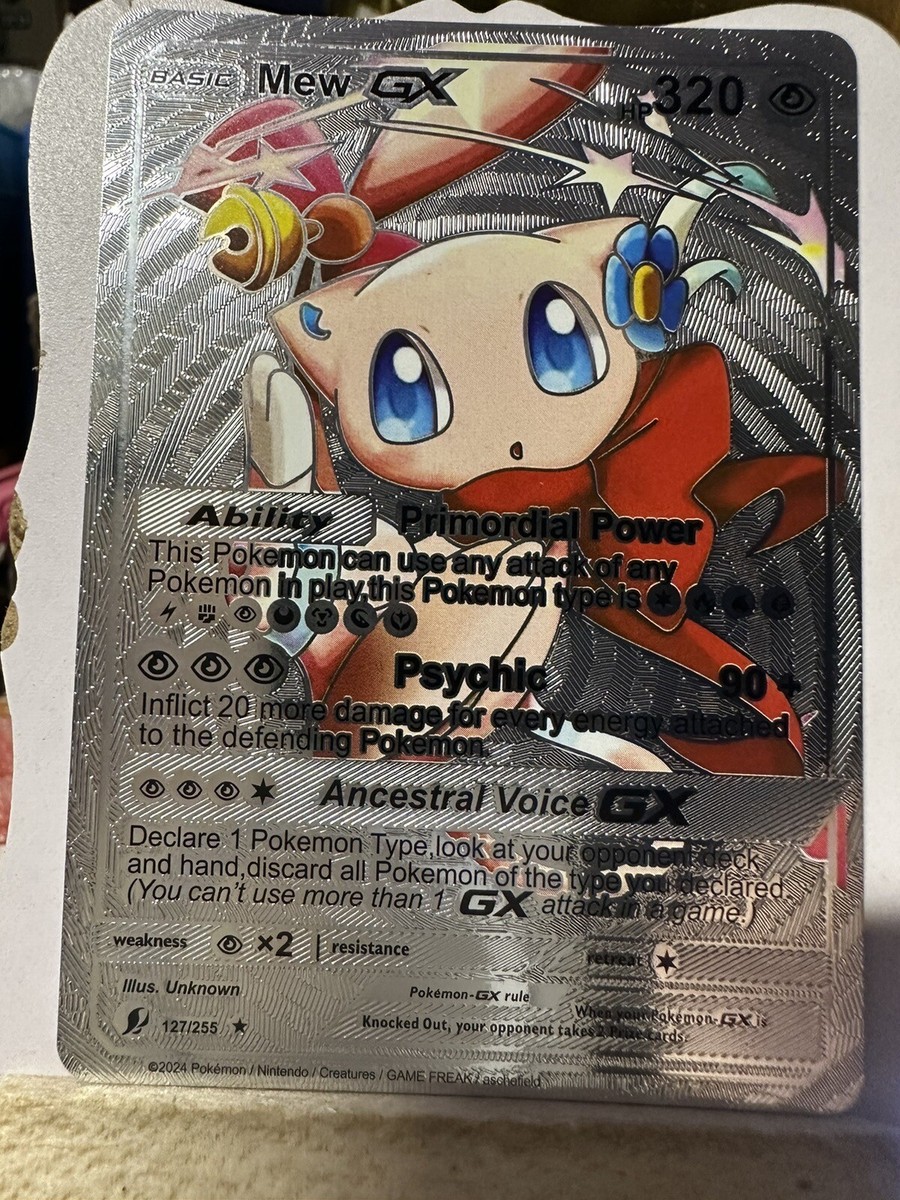 BASIC Mew GX HP 320
Ability Primordial Power
This Pokemon can use any attack of any
Pokemon in play,this Pokemon type is
Psychic 90 +
Inflict 20 more damage for every energy attached
to the defending Pokemon.
Ancestral Voice GX
Declare 1 Pokemon Type,look at your opponent deck
and hand,discard all Pokemon of the type you declared.
(You can't use more than 1 GX attack in a game.)
weakness ×2 resistance retreat
Illus. Unknown
Pokémon-GX rule
When your Pokemon-GX is
127/255
Knocked Out, your opponent takes 2 Prize cards.
©2024 Pokémon / Nintendo / Creatures / GAME FREAK / aschefield